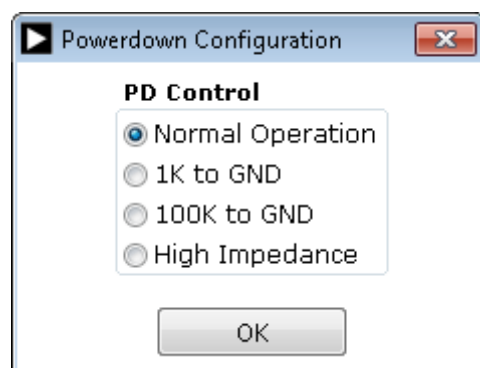 Powerdown Configuration
PD Control
Normal Operation
1K to GND
100K to GND
High Impedance
OK